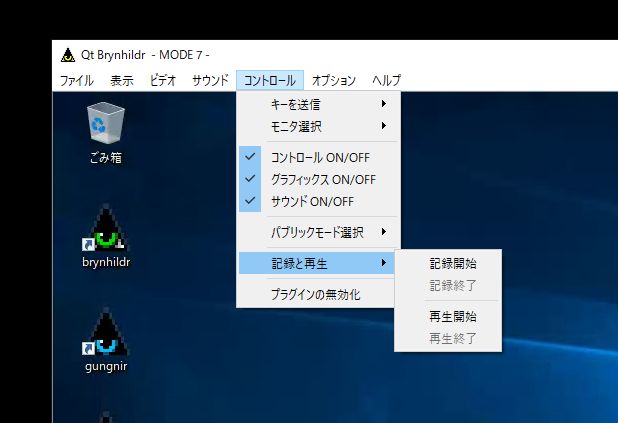 Qt Brynhildr - MODE 7 -
ファイル 表示 ビデオ サウンド コントロール オプション ヘルプ
キーを送信
モニタ選択
コントロール ON/OFF
グラフィックス ON/OFF
サウンド ON/OFF
パブリックモード選択
記録と再生
プラグインの無効化
記録開始
記録終了
再生開始
再生終了
ごみ箱
brynhildr
gungnir